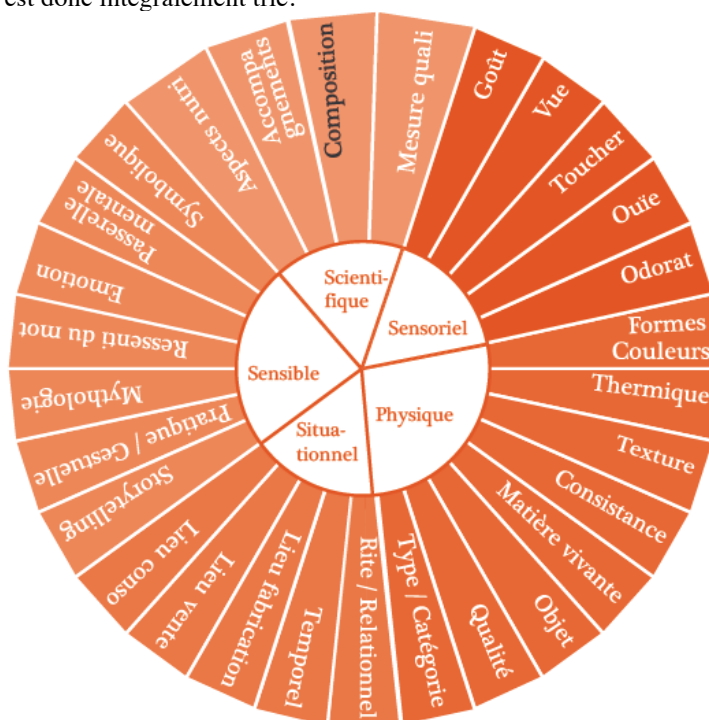 est donc intégralement trié.
Composition
Mesure quali
Goût
Vue
Toucher
Ouïe
Odorat
Formes
Couleurs
Thermique
Texture
Consistance
Matière vivante
Objet
Qualité
Type / Catégorie
Rite / Relationnel
Temporel
Lieu fabrication
Lieu vente
Lieu conso
Storytelling
Pratique / Gestuelle
Mythologie
Ressenti du mot
Emotion
Passerelle
mentale
Symbolique
Aspects nutri
Accompa
gnements
Scienti-
fique
Sensoriel
Physique
Situa-
tionnel
Sensible